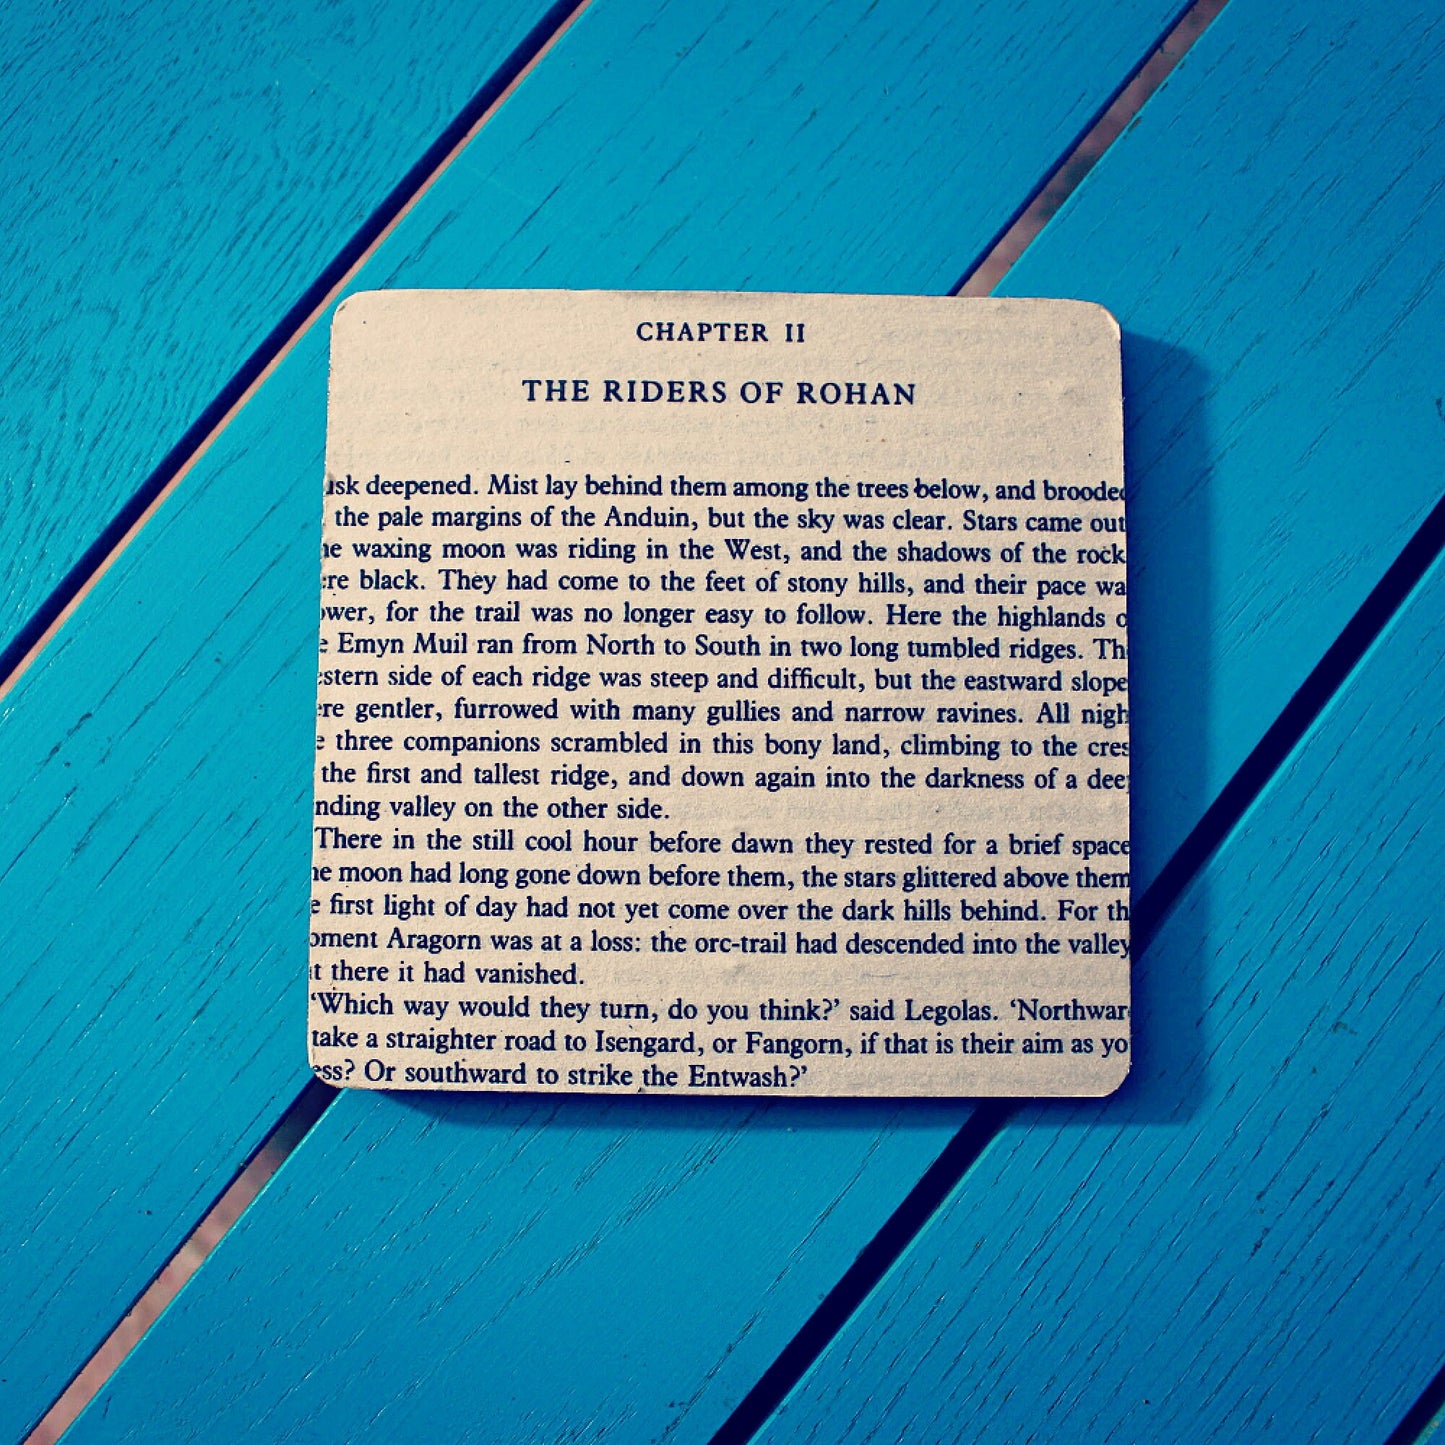 CHAPTER II
THE RIDERS OF ROHAN
usk deepened. Mist lay behind them among the trees below, and brooded
the pale margins of the Anduin, but the sky was clear. Stars came out
he waxing moon was riding in the West, and the shadows of the rock
ere black. They had come to the feet of stony hills, and their pace wa
ower, for the trail was no longer easy to follow. Here the highlands o
e Emyn Muil ran from North to South in two long tumbled ridges. Th
estern side of each ridge was steep and difficult, but the eastward slope
ere gentler, furrowed with many gullies and narrow ravines. All nigh
e three companions scrambled in this bony land, climbing to the cres
the first and tallest ridge, and down again into the darkness of a deep
nding valley on the other side.
There in the still cool hour before dawn they rested for a brief space
he moon had long gone down before them, the stars glittered above them
e first light of day had not yet come over the dark hills behind. For th
oment Aragorn was at a loss: the orc-trail had descended into the valley
t there it had vanished.
‘Which way would they turn, do you think?’ said Legolas. ‘Northwar
take a straighter road to Isengard, or Fangorn, if that is their aim as yo
ess? Or southward to strike the Entwash?’